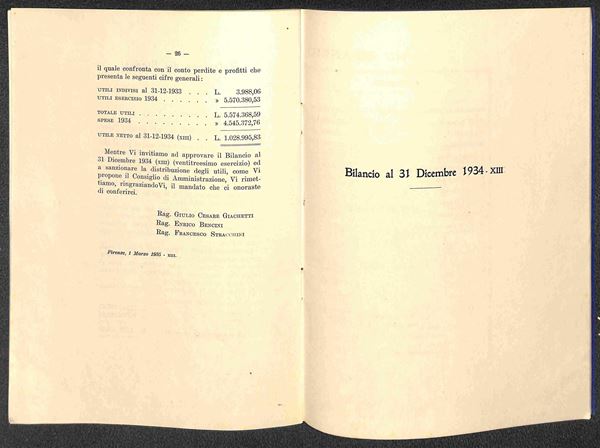 — 26 —
il quale confronta con il conto perdite e profitti che
presenta le seguenti cifre generali:
UTILI INDIVISI al 31-12-1933 . . . L. 3.988,06
UTILI ESERCIZIO 1934 . . . . . . . » 5.570.380,53
TOTALE UTILI . . . . . . . . . . L. 5.574.368,59
SPESE 1934 . . . . . . . . . . . » 4.545.372,76
UTILE NETTO al 31-12-1934 (XIII) . . L. 1.028.995,83
Mentre Vi invitiamo ad approvare il Bilancio al
31 Dicembre 1934 (XIII) (ventitreesimo esercizio) ed
a sanzionare la distribuzione degli utili, come Vi
propone il Consiglio di Amministrazione, Vi rimet-
tiamo, ringraziandoVi, il mandato che ci onoraste
di conferirci.
Rag. GIULIO CESARE GIACHETTI
Rag. ENRICO BENCINI
Rag. FRANCESCO STRACCHINI
Firenze, 1 Marzo 1935 - XIII.
Bilancio al 31 Dicembre 1934 - XIII